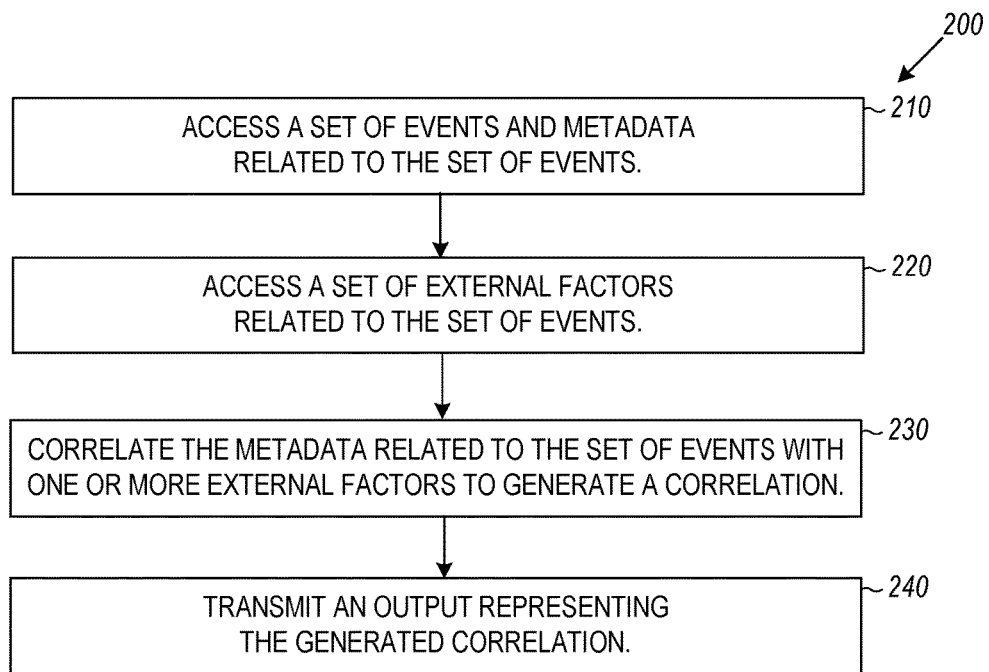 200
210
ACCESS A SET OF EVENTS AND METADATA
RELATED TO THE SET OF EVENTS.
220
ACCESS A SET OF EXTERNAL FACTORS
RELATED TO THE SET OF EVENTS.
230
CORRELATE THE METADATA RELATED TO THE SET OF EVENTS WITH
ONE OR MORE EXTERNAL FACTORS TO GENERATE A CORRELATION.
240
TRANSMIT AN OUTPUT REPRESENTING
THE GENERATED CORRELATION.